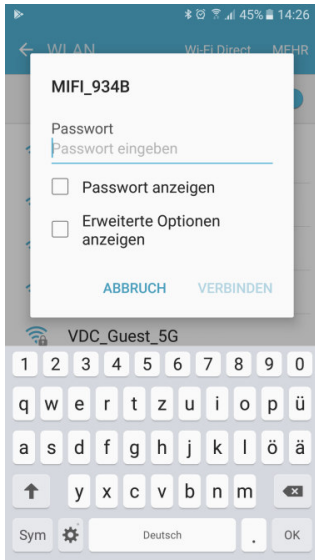 45% 14:26
WLAN Wi-Fi Direct MEHR
MIFI_934B
Passwort
Passwort eingeben
Passwort anzeigen
Erweiterte Optionen
anzeigen
ABBRUCH VERBINDEN
VDC_Guest_5G
1 2 3 4 5 6 7 8 9 0
q w e r t z u i o p ü
a s d f g h j k l ö ä
y x c v b n m
Sym Deutsch . OK